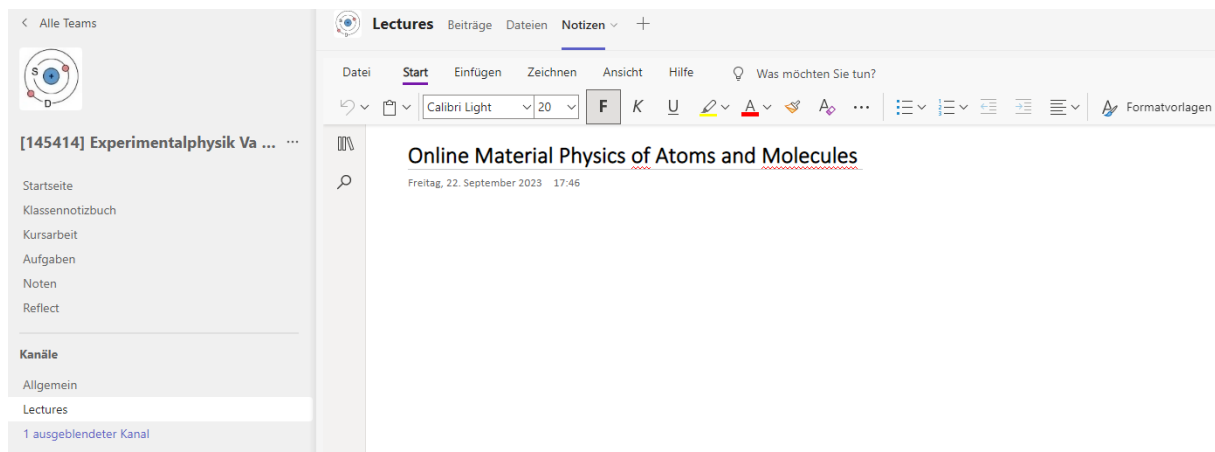 Alle Teams
S
D
[145414] Experimentalphysik Va ... ...
Startseite
Klassennotizbuch
Kursarbeit
Aufgaben
Noten
Reflect
Kanäle
Allgemein
Lectures
1 ausgeblendeter Kanal
S
D
Lectures Beiträge Dateien Notizen
Datei Start Einfügen Zeichnen Ansicht Hilfe Was möchten Sie tun?
Calibri Light 20 F K U A A ... Formatvorlagen
Online Material Physics of Atoms and Molecules
Freitag, 22. September 2023 17:46